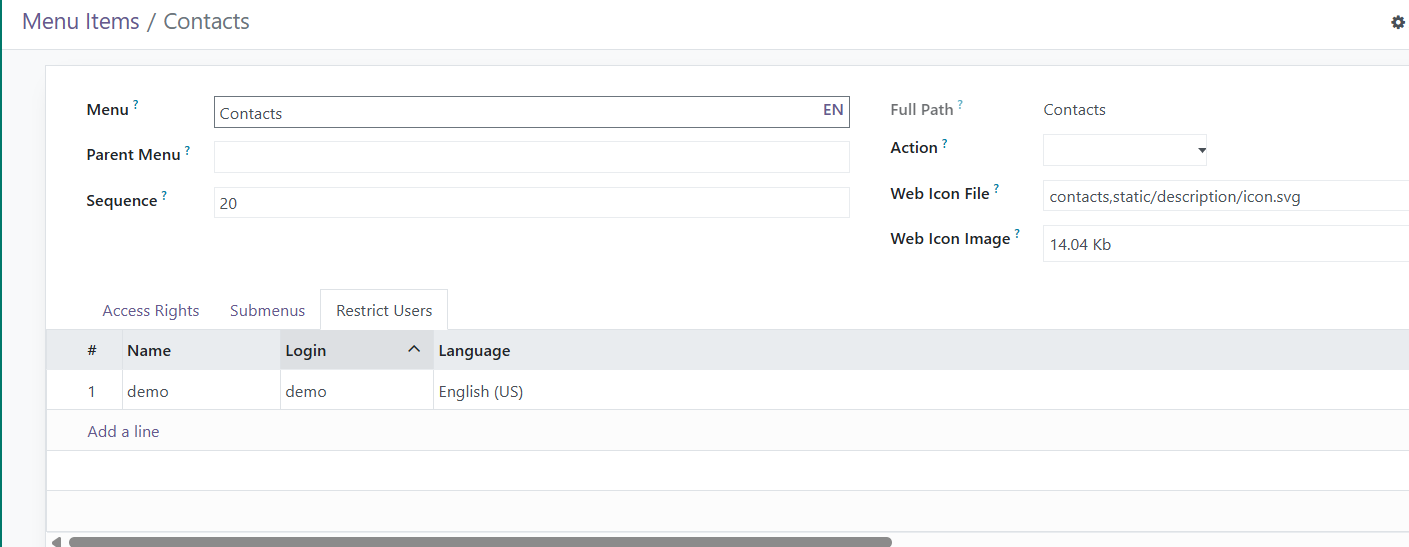 Menu Items / Contacts
Menu ?
Contacts EN
Parent Menu ?
Sequence ?
20
Full Path ?
Contacts
Action ?
Web Icon File ?
contacts,static/description/icon.svg
Web Icon Image ?
14.04 Kb
Access Rights Submenus Restrict Users
# Name Login Language
1 demo demo English (US)
Add a line